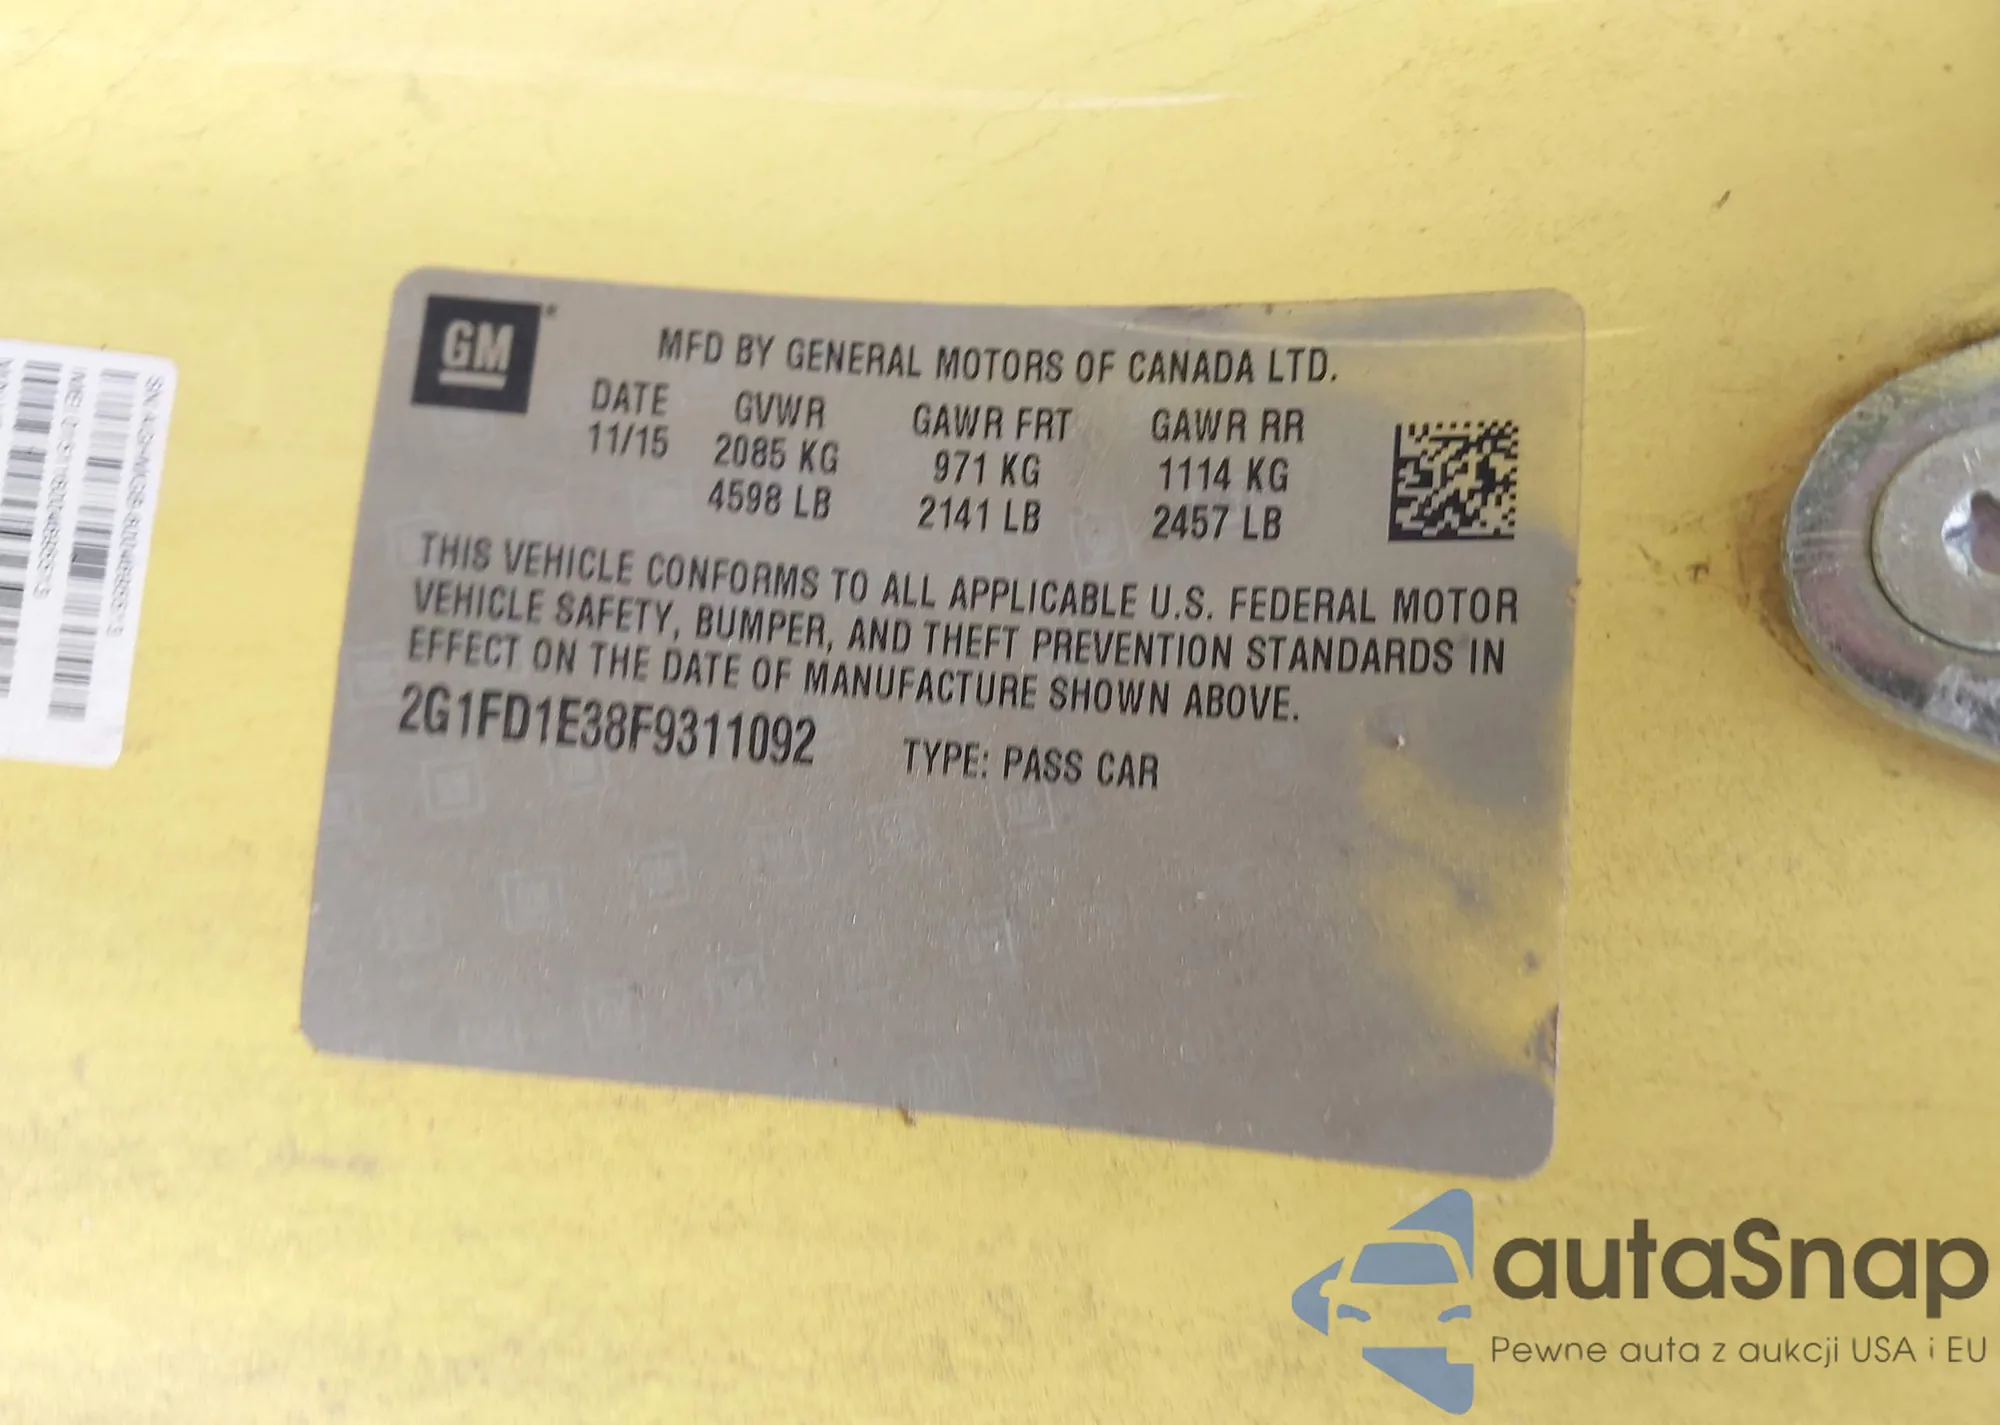 GM
MFD BY GENERAL MOTORS OF CANADA LTD.
DATE GVWR GAWR FRT GAWR RR
11/15 2085 KG 971 KG 1114 KG
4598 LB 2141 LB 2457 LB
THIS VEHICLE CONFORMS TO ALL APPLICABLE U.S. FEDERAL MOTOR
VEHICLE SAFETY, BUMPER, AND THEFT PREVENTION STANDARDS IN
EFFECT ON THE DATE OF MANUFACTURE SHOWN ABOVE.
2G1FD1E38F9311092 TYPE: PASS CAR
autaSnap
Pewne auta z aukcji USA i EU